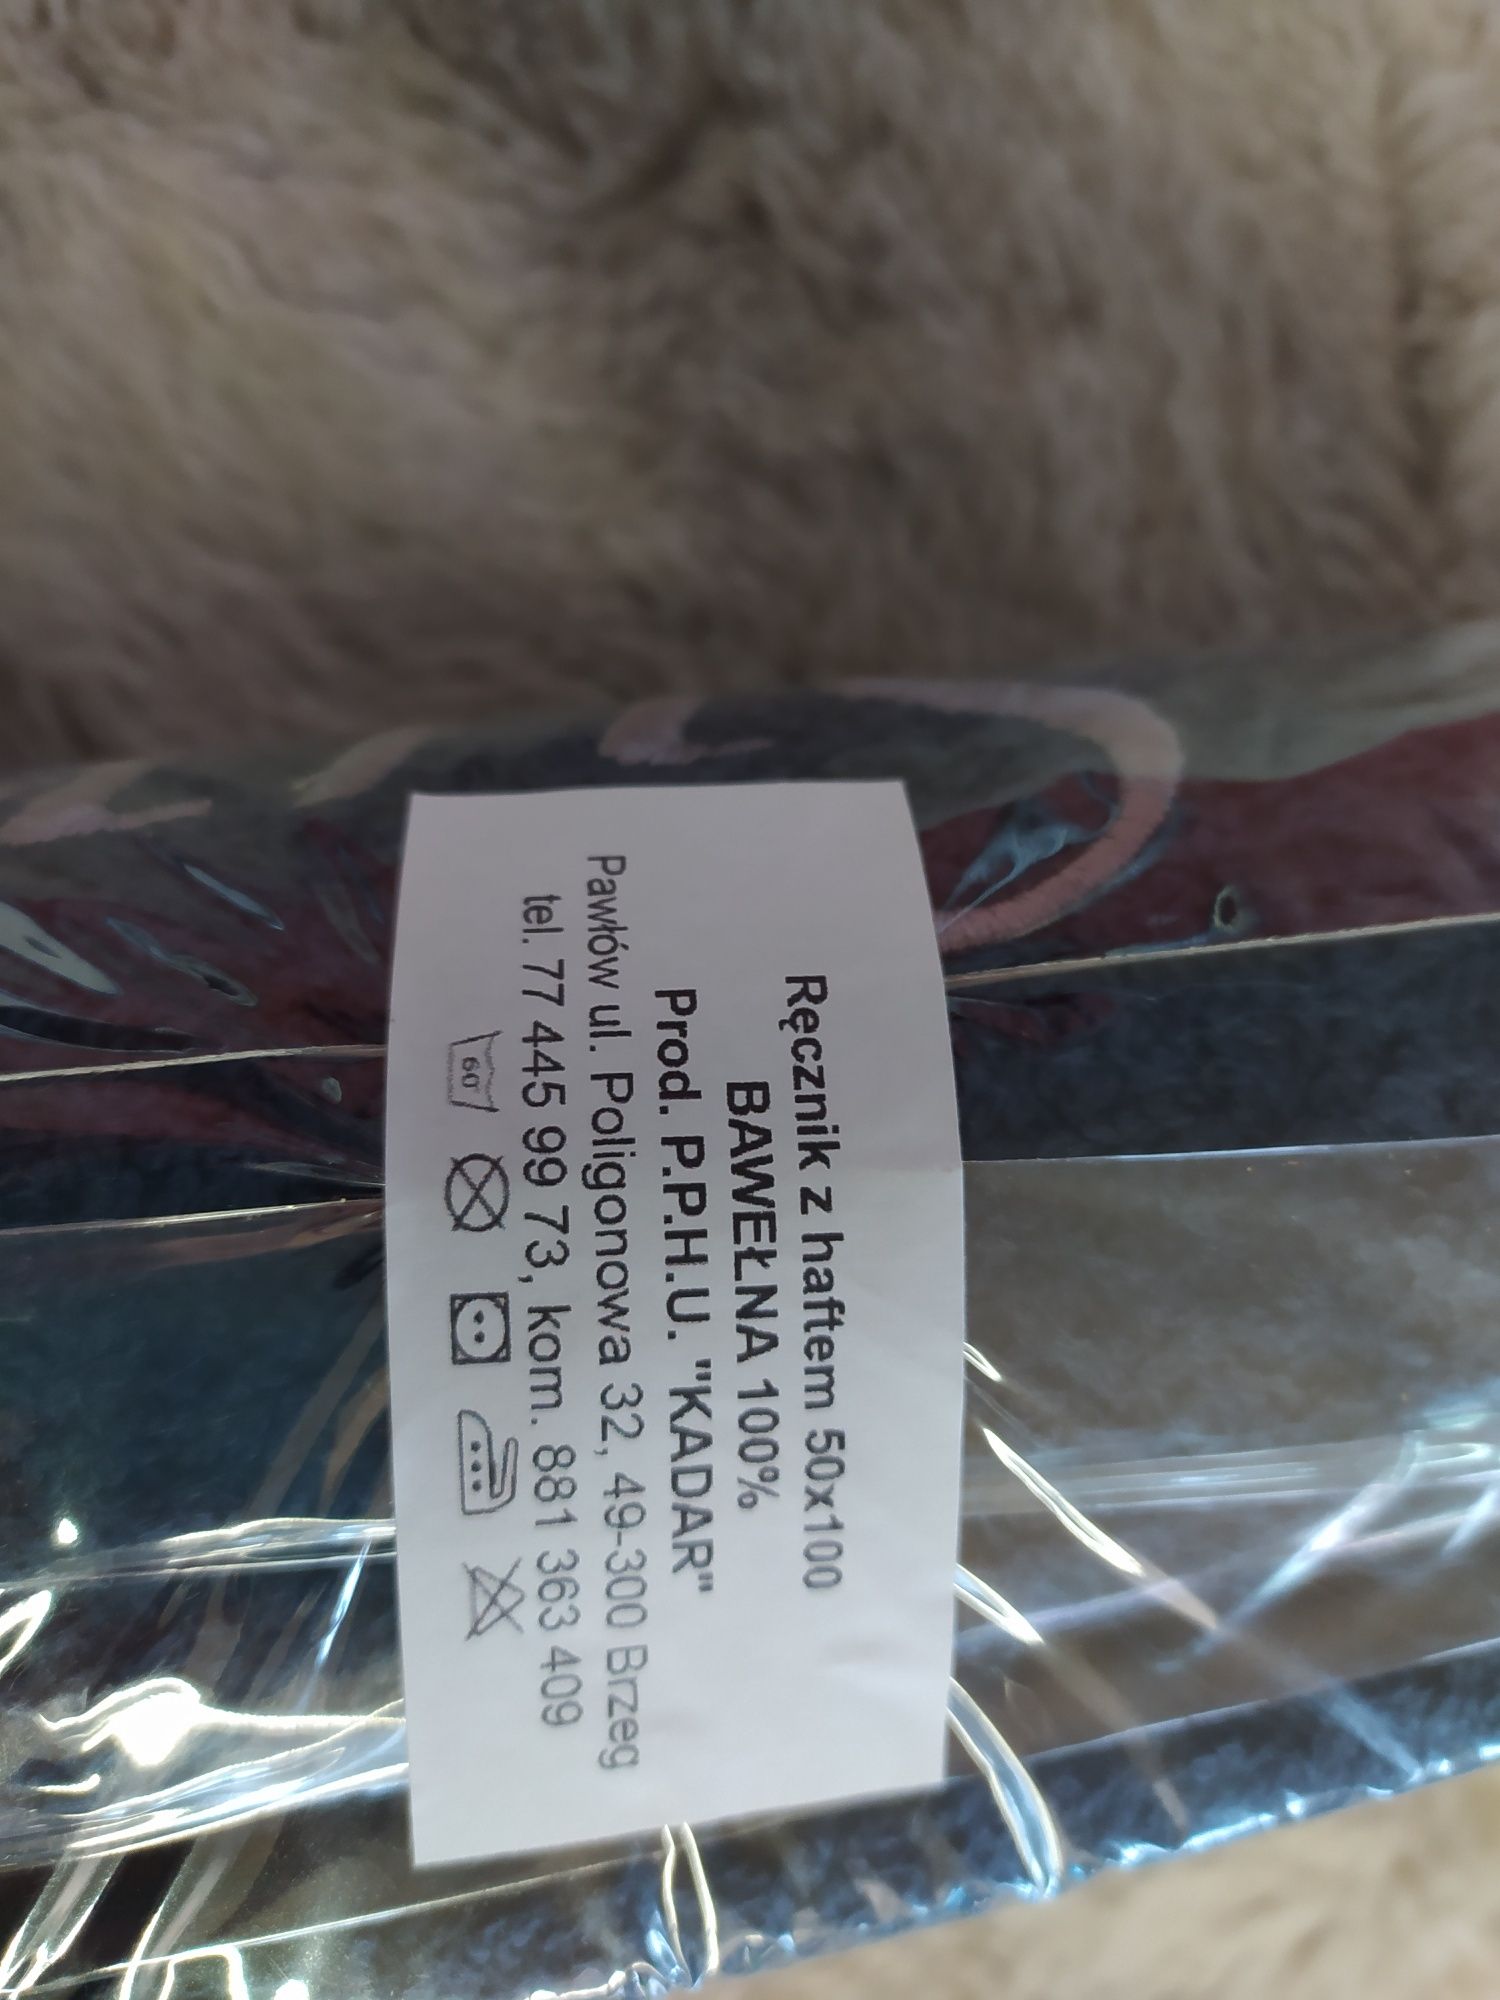 Ręcznik z haftem 50x100
BAWEŁNA 100%
Prod. P.P.H.U. "KADAR"
Pawłów ul. Poligonowa 32, 49-300 Brzeg
tel. 77 445 99 73, kom. 881 363 409
60°